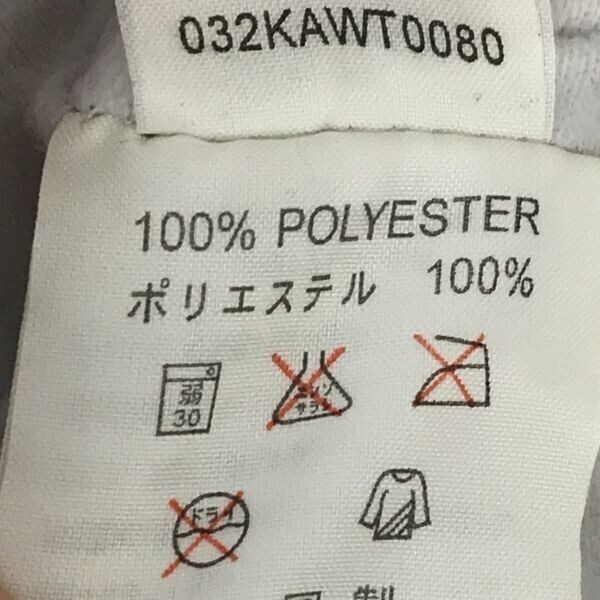 032KAWT0080
100% POLYESTER
ポリエステル 100%
弱
30
エンソ
サラシ
ドライ
製